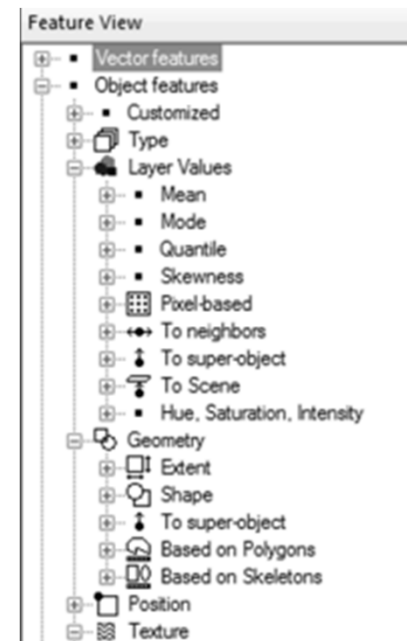 Feature View
Vector features
Object features
Customized
Type
Layer Values
Mean
Mode
Quantile
Skewness
Pixel-based
To neighbors
To super-object
To Scene
Hue, Saturation, Intensity
Geometry
Extent
Shape
To super-object
Based on Polygons
Based on Skeletons
Position
Texture